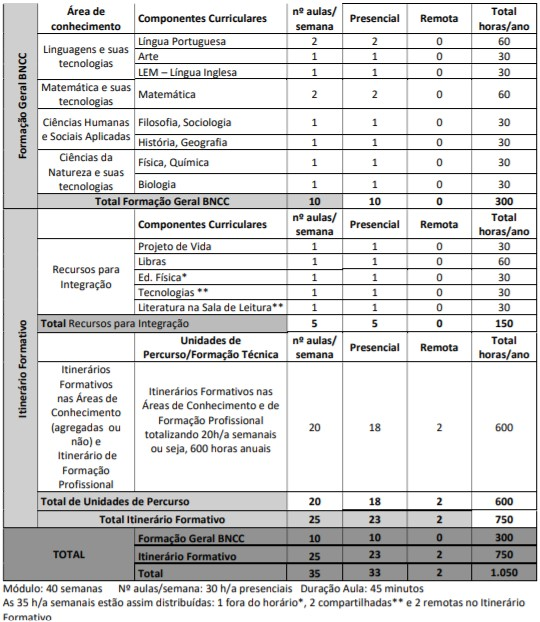 Formação Geral BNCC
Área de conhecimento Componentes Curriculares nº aulas/semana Presencial Remota Total horas/ano
Linguagens e suas tecnologias
Língua Portuguesa 2 2 0 60
Arte 1 1 0 30
LEM – Língua Inglesa 1 1 0 30
Matemática e suas tecnologias
Matemática 2 2 0 60
Ciências Humanas e Sociais Aplicadas
Filosofia, Sociologia 1 1 0 30
História, Geografia 1 1 0 30
Ciências da Natureza e suas tecnologias
Física, Química 1 1 0 30
Biologia 1 1 0 30
Total Formação Geral BNCC 10 10 0 300
Itinerário Formativo
Componentes Curriculares nº aulas/semana Presencial Remota Total horas/ano
Recursos para Integração
Projeto de Vida 1 1 0 30
Libras 1 1 0 60
Ed. Física* 1 1 0 30
Tecnologias ** 1 1 0 30
Literatura na Sala de Leitura** 1 1 0 30
Total Recursos para Integração 5 5 0 150
Unidades de Percurso/Formação Técnica nº aulas/semana Presencial Remota Total horas/ano
Itinerários
Formativos
nas Áreas de
Conhecimento
(agregadas ou
não) e
Itinerário de
Formação
Profissional
Itinerários Formativos nas
Áreas de Conhecimento e de
Formação Profissional
totalizando 20h/a semanais
ou seja, 600 horas anuais
20 18 2 600
Total de Unidades de Percurso 20 18 2 600
Total Itinerário Formativo 25 23 2 750
TOTAL
Formação Geral BNCC 10 10 0 300
Itinerário Formativo 25 23 2 750
Total 35 33 2 1.050
Módulo: 40 semanas Nº aulas/semana: 30 h/a presenciais Duração Aula: 45 minutos
As 35 h/a semanais estão assim distribuídas: 1 fora do horário*, 2 compartilhadas** e 2 remotas no Itinerário
Formativo